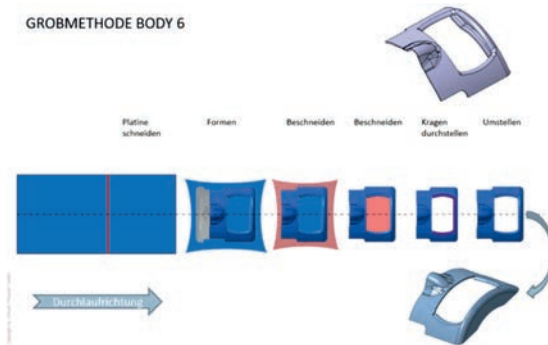 GROBMETHODE BODY 6
Platine
schneiden
Formen
Beschneiden
Beschneiden
Kragen
durchstellen
Umstellen
Durchlaufrichtung